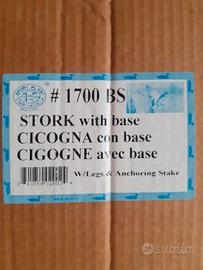 # 1700 BS
STORK with base
CICOGNA con base
CIGOGNE avec base
W/Legs & Anchoring Stake
subito